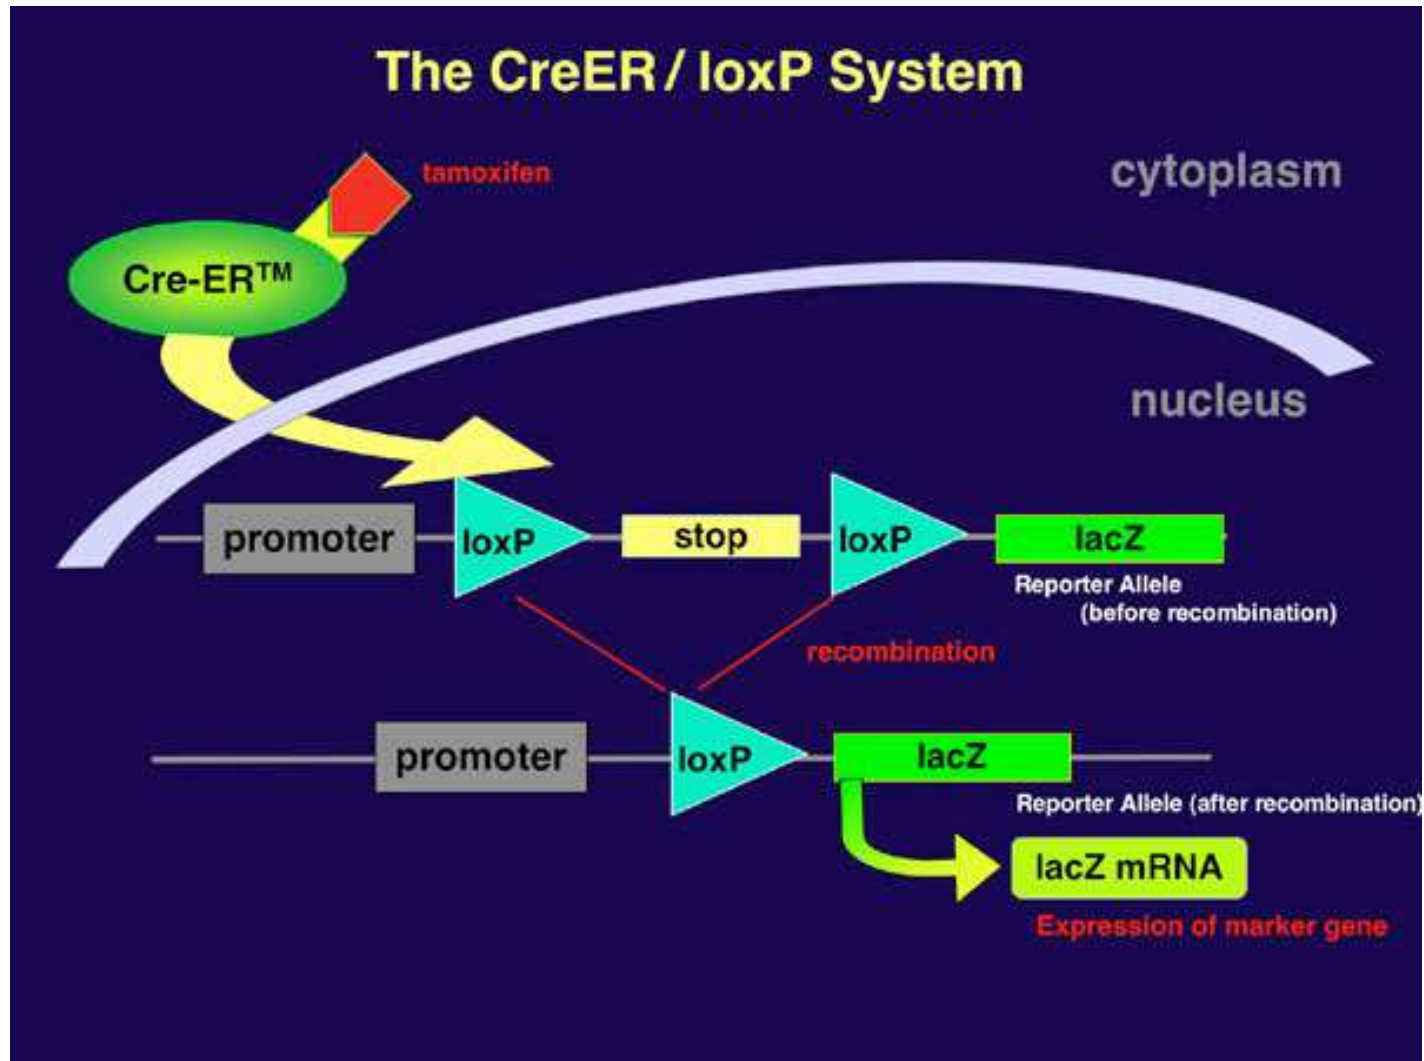 The CreER / loxP System
tamoxifen
cytoplasm
Cre-ER™
nucleus
promoter loxP stop loxP lacZ
Reporter Allele
(before recombination)
recombination
promoter loxP lacZ
Reporter Allele (after recombination)
lacZ mRNA
Expression of marker gene